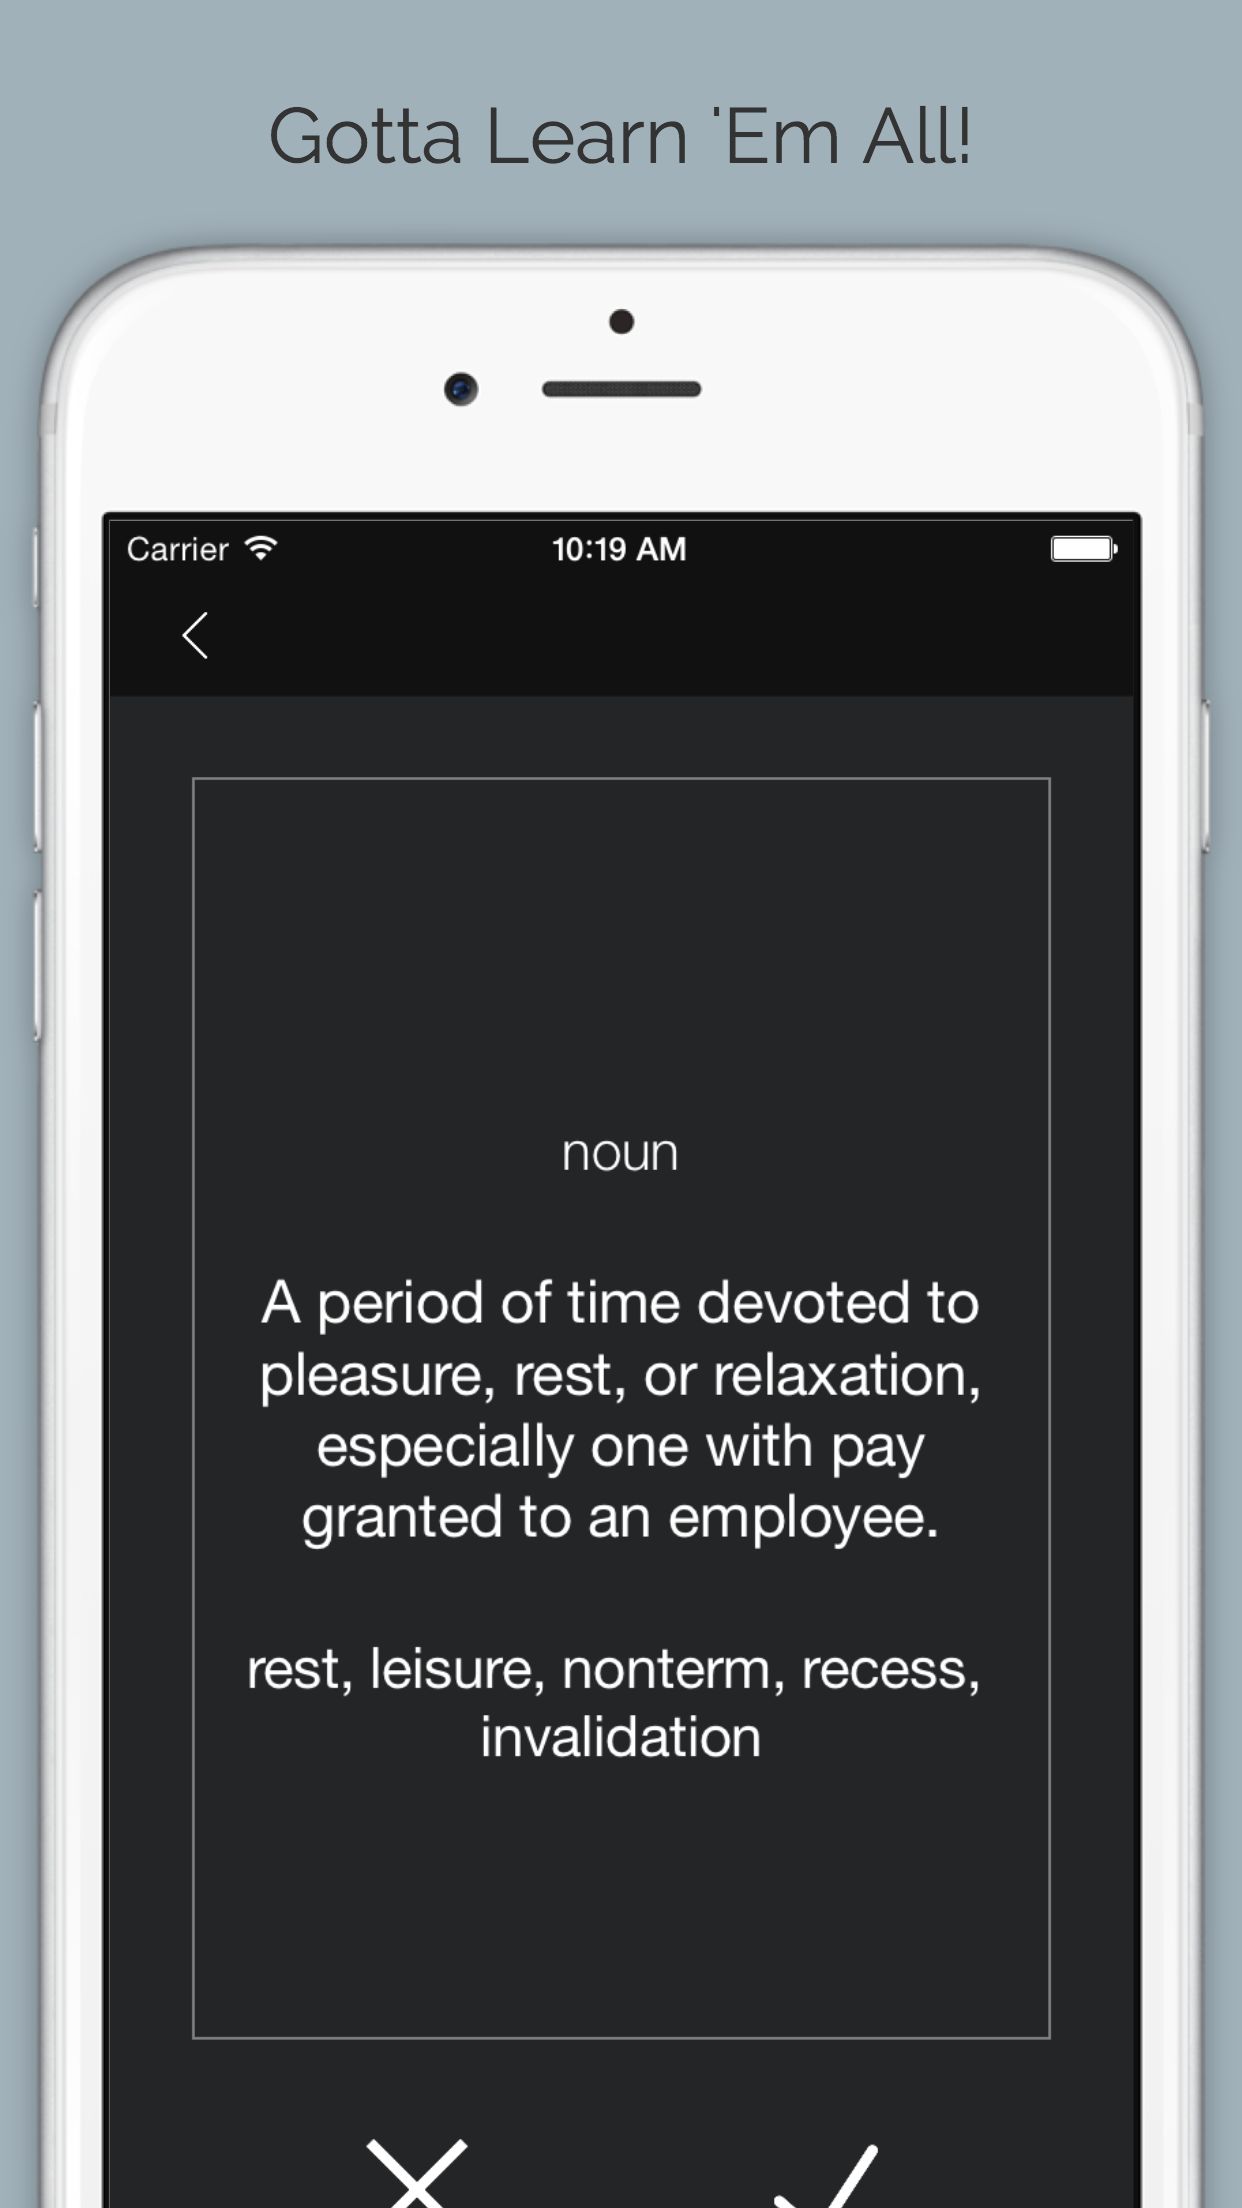 Gotta Learn 'Em All!
Carrier 10:19 AM
noun
A period of time devoted to
pleasure, rest, or relaxation,
especially one with pay
granted to an employee.
rest, leisure, nonterm, recess,
invalidation